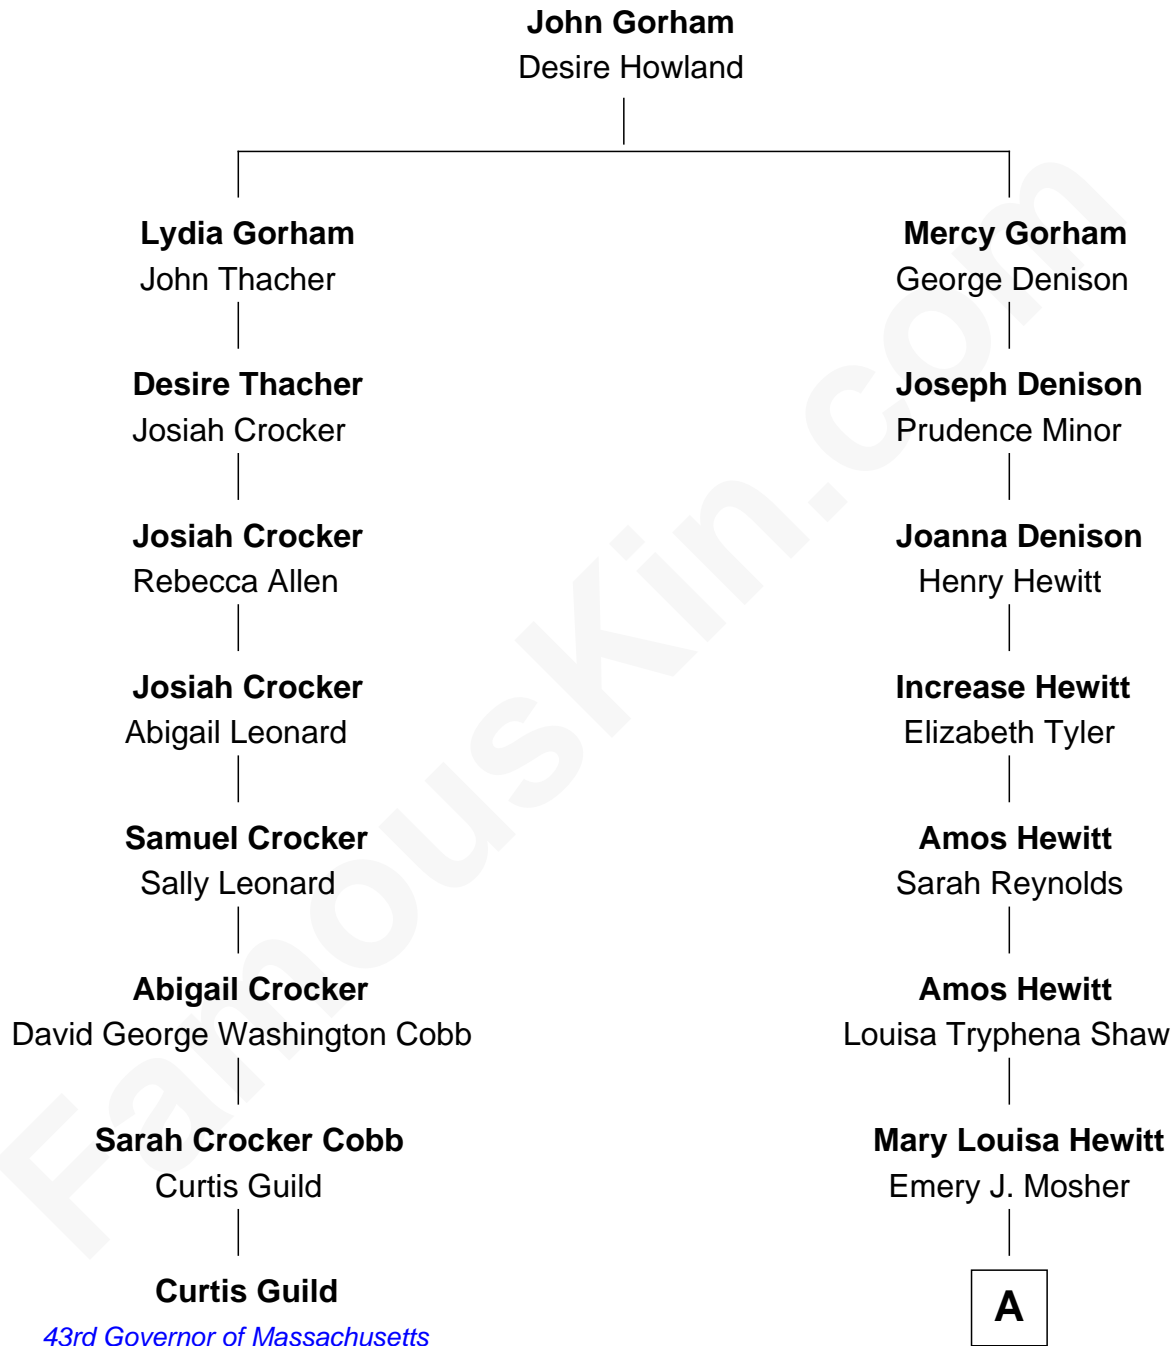 John Gorham
Desire Howland
Lydia Gorham
John Thacher
Mercy Gorham
George Denison
Desire Thacher
Josiah Crocker
Joseph Denison
Prudence Minor
Josiah Crocker
Rebecca Allen
Joanna Denison
Henry Hewitt
Josiah Crocker
Abigail Leonard
Increase Hewitt
Elizabeth Tyler
Samuel Crocker
Sally Leonard
Amos Hewitt
Sarah Reynolds
Abigail Crocker
David George Washington Cobb
Amos Hewitt
Louisa Tryphena Shaw
Sarah Crocker Cobb
Curtis Guild
Mary Louisa Hewitt
Emery J. Mosher
Curtis Guild
43rd Governor of Massachusetts
A
FamousKin.com